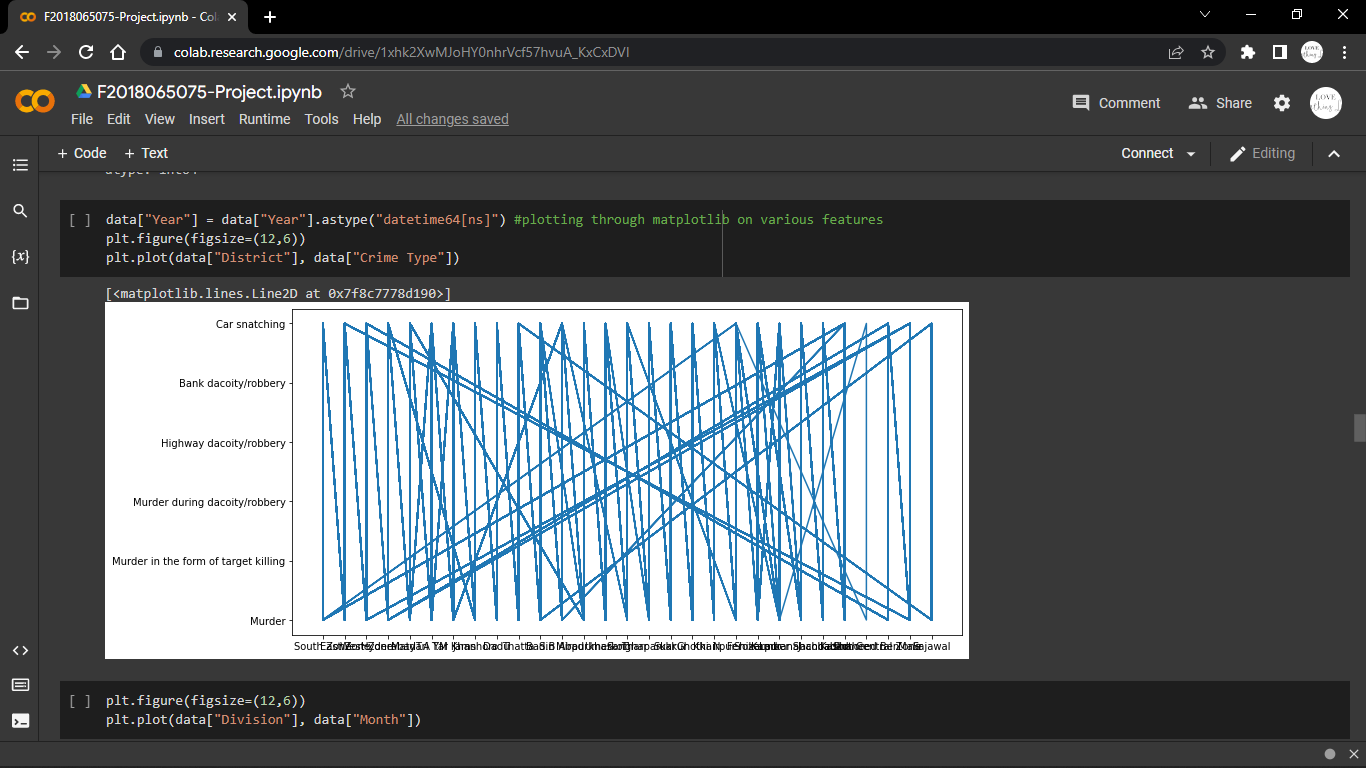 F2018065075-Project.ipynb - Col
colab.research.google.com/drive/1xhk2XwMJoHY0nhrVcf57hvuA_KxCxDVI
F2018065075-Project.ipynb
File Edit View Insert Runtime Tools Help All changes saved
Comment Share
+ Code + Text
Connect Editing
[ ] data["Year"] = data["Year"].astype("datetime64[ns]") #plotting through matplotlib on various features
plt.figure(figsize=(12,6))
plt.plot(data["District"], data["Crime Type"])
[<matplotlib.lines.Line2D at 0x7f8c7778d190>]
Car snatching
Bank dacoity/robbery
Highway dacoity/robbery
Murder during dacoity/robbery
Murder in the form of target killing
Murder
[ ] plt.figure(figsize=(12,6))
plt.plot(data["Division"], data["Month"])